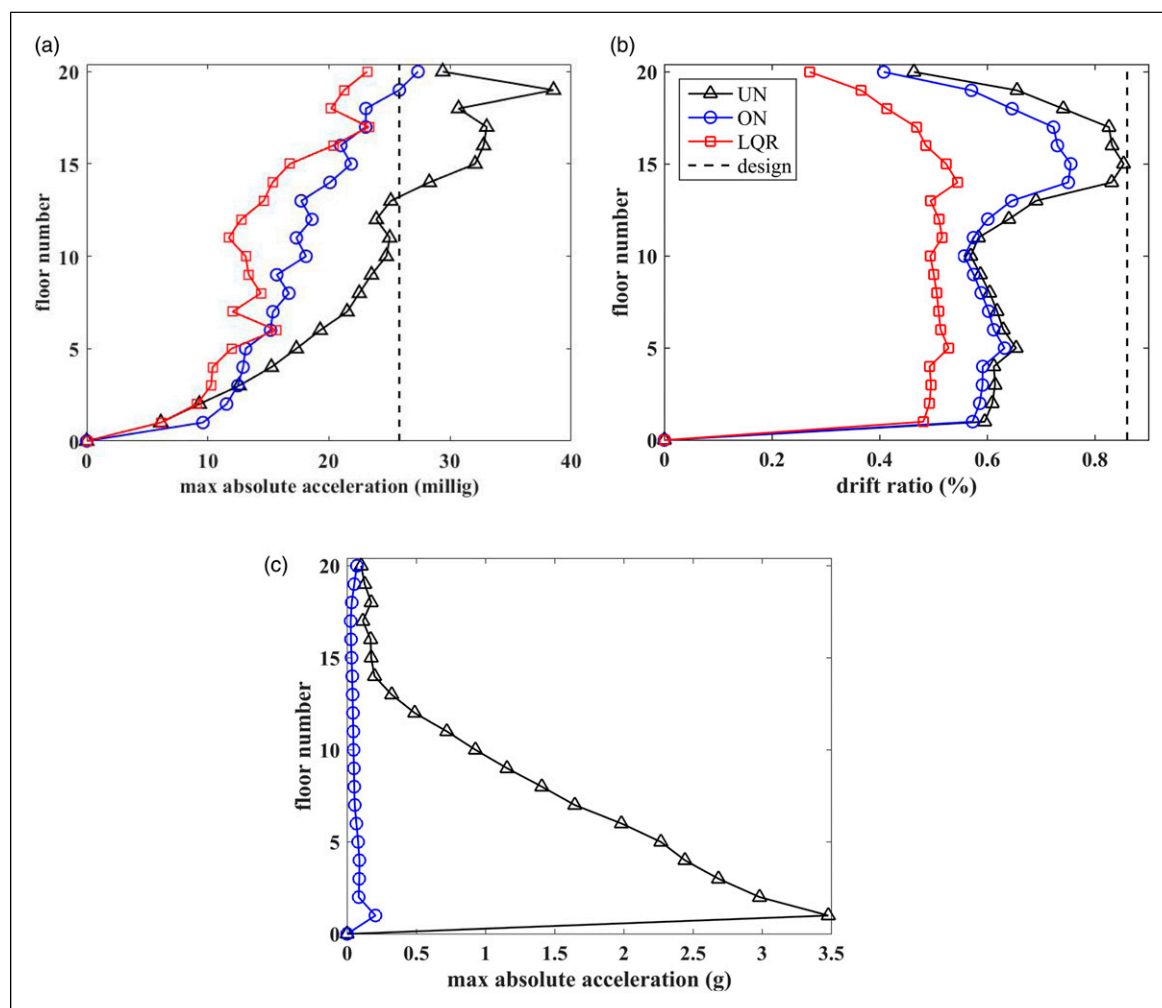 (a)
20
15
10
5
0
floor number
0 10 20 30 40
max absolute acceleration (millig)
(b)
20
15
10
5
0
floor number
UN
ON
LQR
design
0 0.2 0.4 0.6 0.8
drift ratio (%)
(c)
20
15
10
5
0
floor number
0 0.5 1 1.5 2 2.5 3 3.5
max absolute acceleration (g)